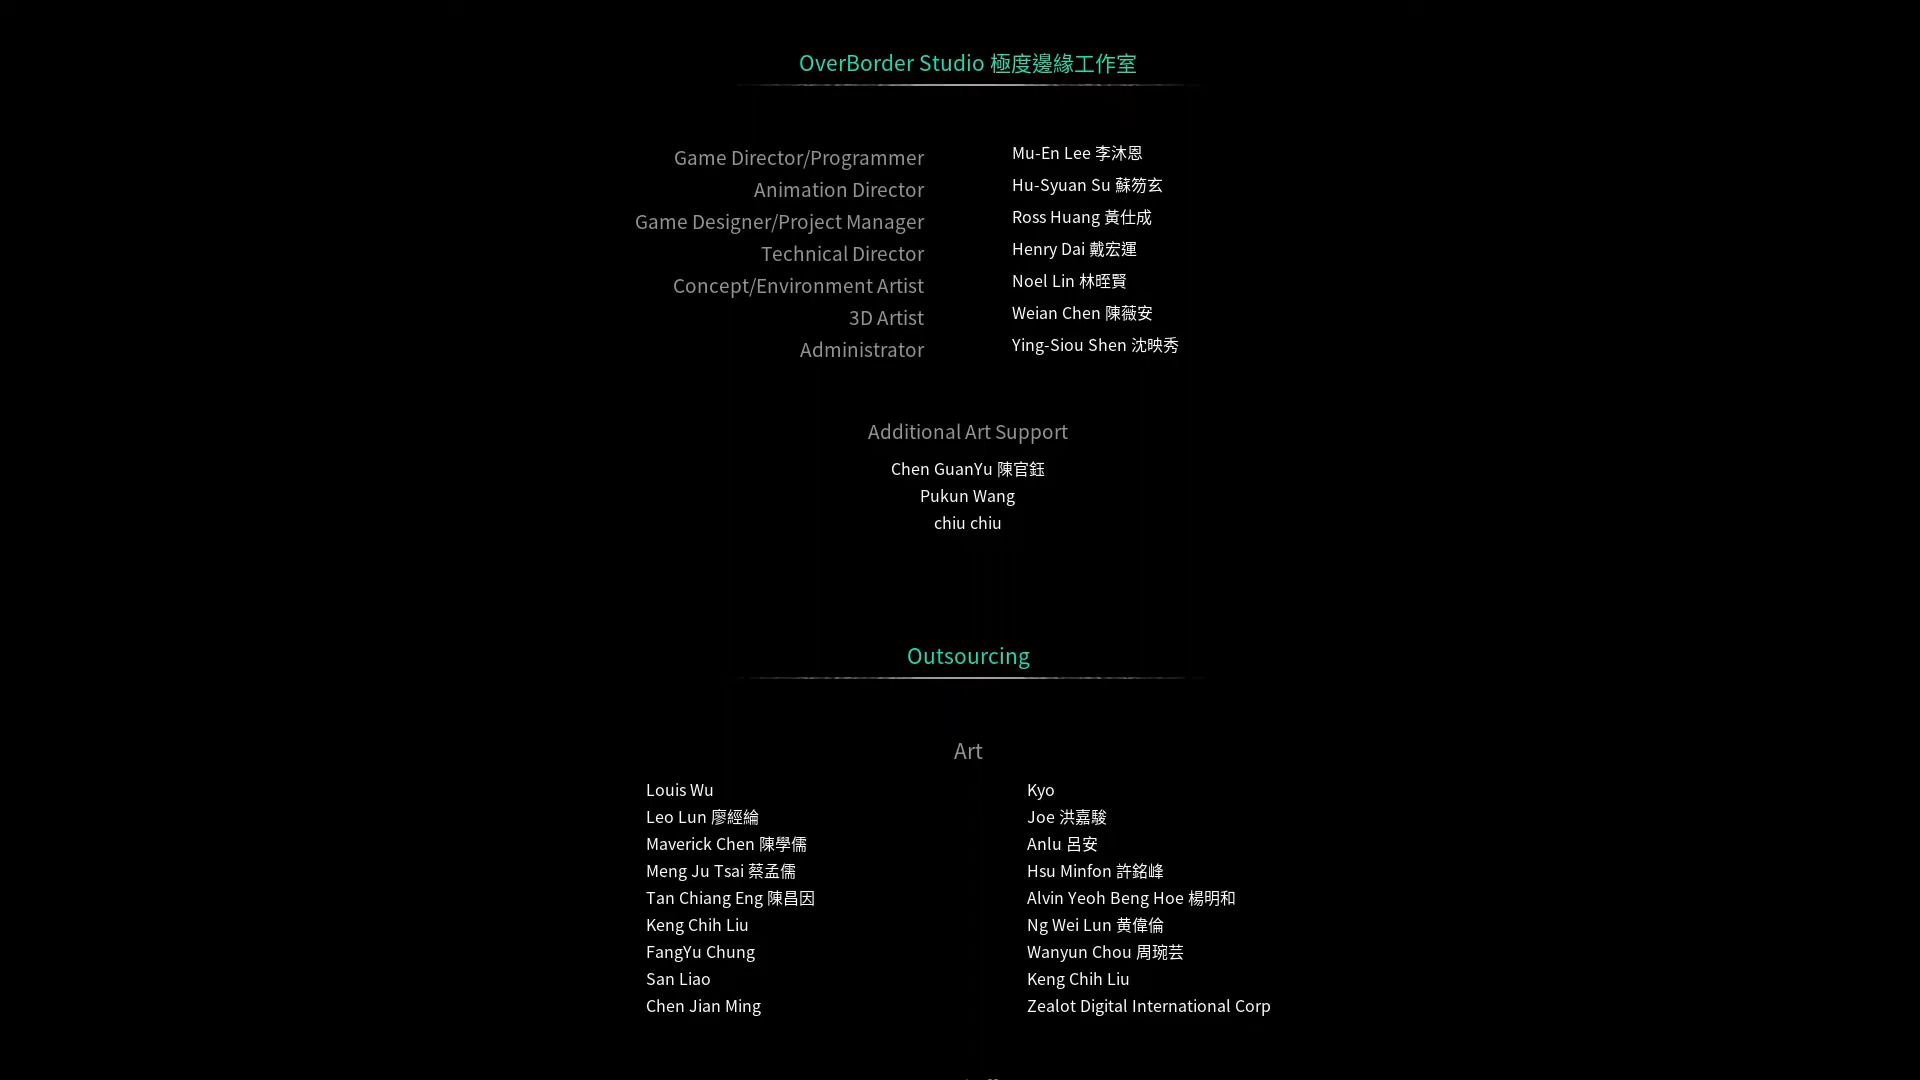 OverBorder Studio 極度邊緣工作室
Game Director/Programmer Mu-En Lee 李沐恩
Animation Director Hu-Syuan Su 蘇笏玄
Game Designer/Project Manager Ross Huang 黃仕成
Technical Director Henry Dai 戴宏運
Concept/Environment Artist Noel Lin 林晊賢
3D Artist Weian Chen 陳薇安
Administrator Ying-Siou Shen 沈映秀
Additional Art Support
Chen GuanYu 陳官鈺
Pukun Wang
chiu chiu
Outsourcing
Art
Louis Wu Kyo
Leo Lun 廖經綸 Joe 洪嘉駿
Maverick Chen 陳學儒 Anlu 呂安
Meng Ju Tsai 蔡孟儒 Hsu Minfon 許銘峰
Tan Chiang Eng 陳昌因 Alvin Yeoh Beng Hoe 楊明和
Keng Chih Liu Ng Wei Lun 黄偉倫
FangYu Chung Wanyun Chou 周琬芸
San Liao Keng Chih Liu
Chen Jian Ming Zealot Digital International Corp